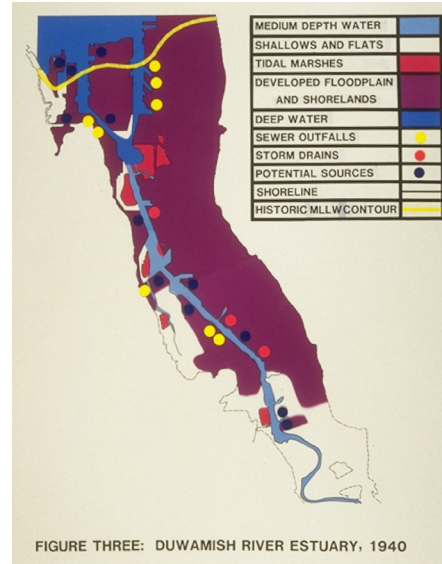 MEDIUM DEPTH WATER
SHALLOWS AND FLATS
TIDAL MARSHES
DEVELOPED FLOODPLAIN
AND SHORELANDS
DEEP WATER
SEWER OUTFALLS
STORM DRAINS
POTENTIAL SOURCES
SHORELINE
HISTORIC MLLW CONTOUR
FIGURE THREE: DUWAMISH RIVER ESTUARY, 1940